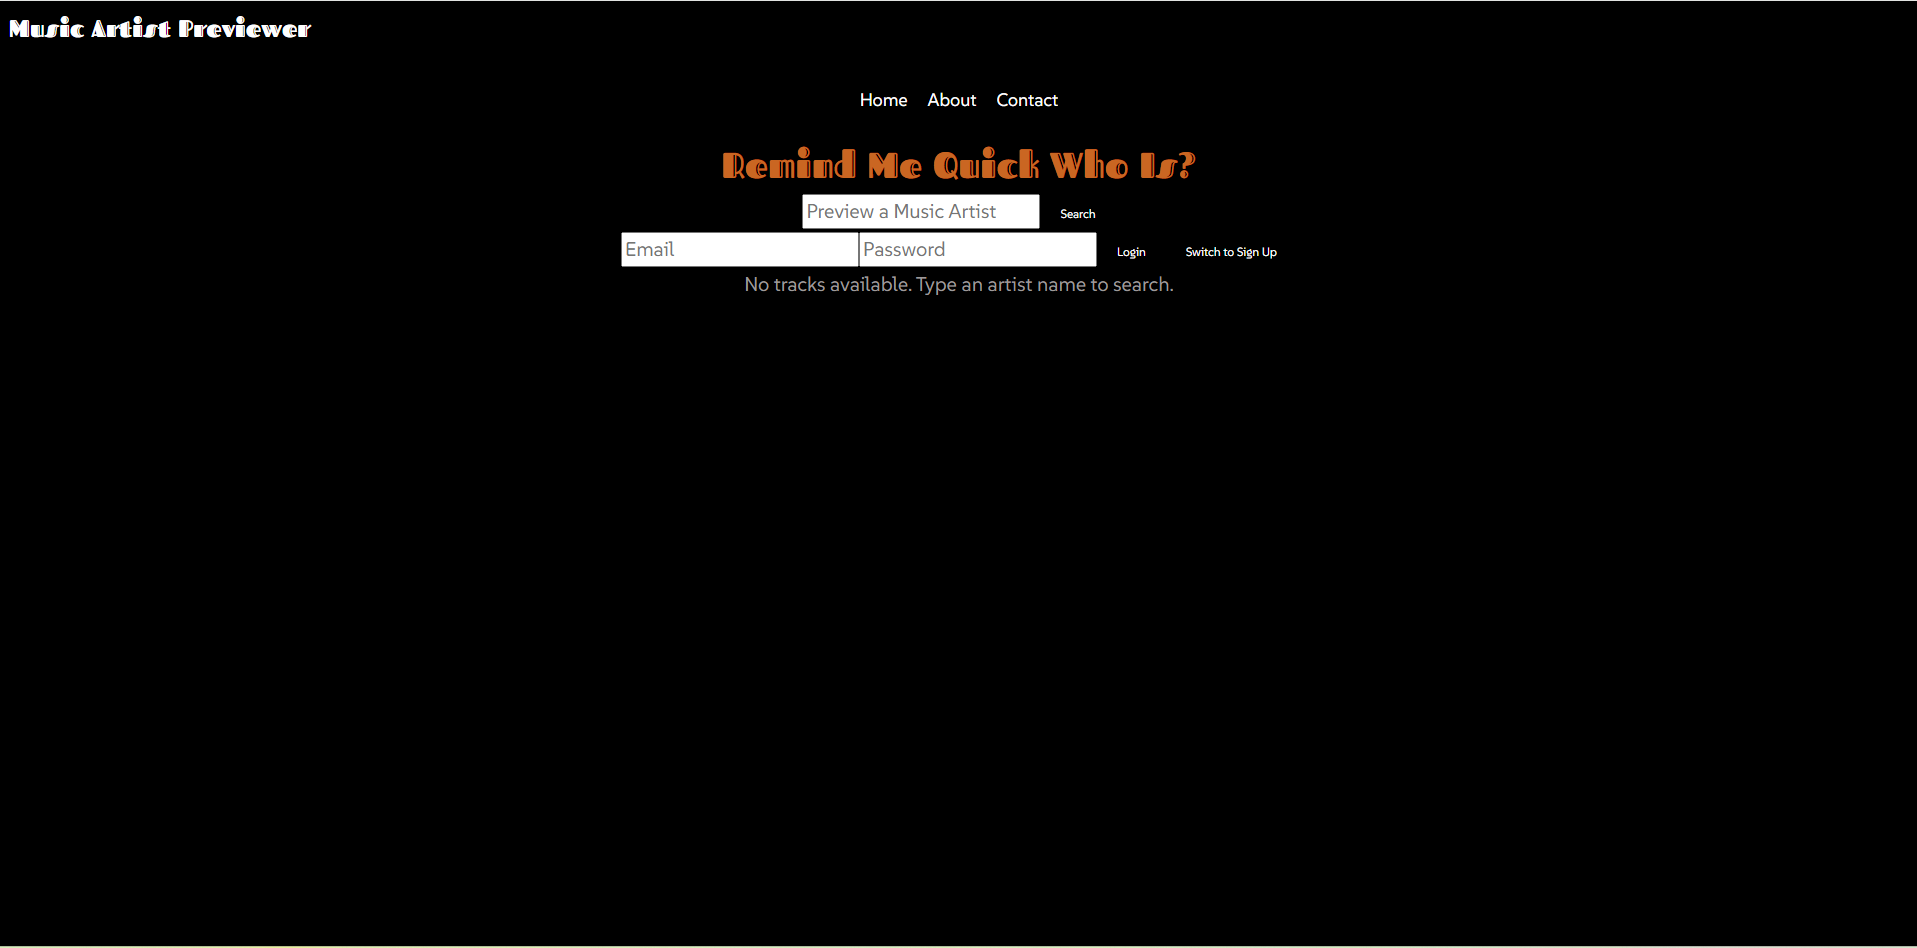 Music Artist Previewer
Home About Contact
Remind Me Quick Who Is?
Preview a Music Artist Search
Email Password Login Switch to Sign Up
No tracks available. Type an artist name to search.